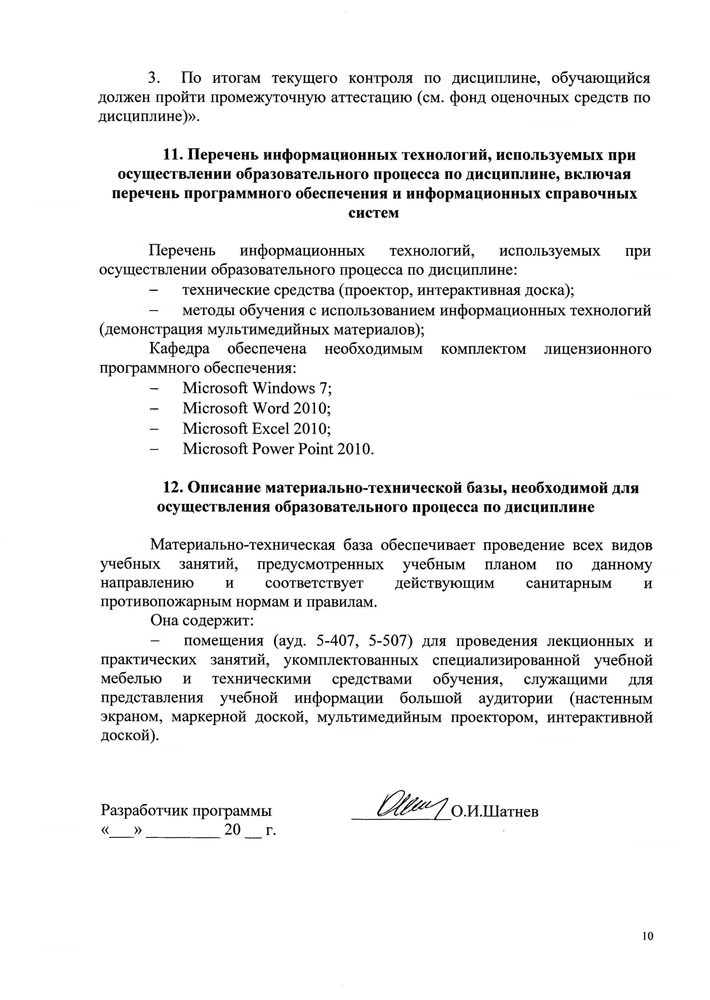 3. По итогам текущего контроля по дисциплине, обучающийся
должен пройти промежуточную аттестацию (см. фонд оценочных средств по
дисциплине)».
11. Перечень информационных технологий, используемых при
осуществлении образовательного процесса по дисциплине, включая
перечень программного обеспечения и информационных справочных
систем
Перечень информационных технологий, используемых при
осуществлении образовательного процесса по дисциплине:
– технические средства (проектор, интерактивная доска);
– методы обучения с использованием информационных технологий
(демонстрация мультимедийных материалов);
Кафедра обеспечена необходимым комплектом лицензионного
программного обеспечения:
– Microsoft Windows 7;
– Microsoft Word 2010;
– Microsoft Excel 2010;
– Microsoft Power Point 2010.
12. Описание материально-технической базы, необходимой для
осуществления образовательного процесса по дисциплине
Материально-техническая база обеспечивает проведение всех видов
учебных занятий, предусмотренных учебным планом по данному
направлению и соответствует действующим санитарным и
противопожарным нормам и правилам.
Она содержит:
– помещения (ауд. 5-407, 5-507) для проведения лекционных и
практических занятий, укомплектованных специализированной учебной
мебелью и техническими средствами обучения, служащими для
представления учебной информации большой аудитории (настенным
экраном, маркерной доской, мультимедийным проектором, интерактивной
доской).
Разработчик программы ____________О.И.Шатнев
«___» _________ 20 __ г.
10